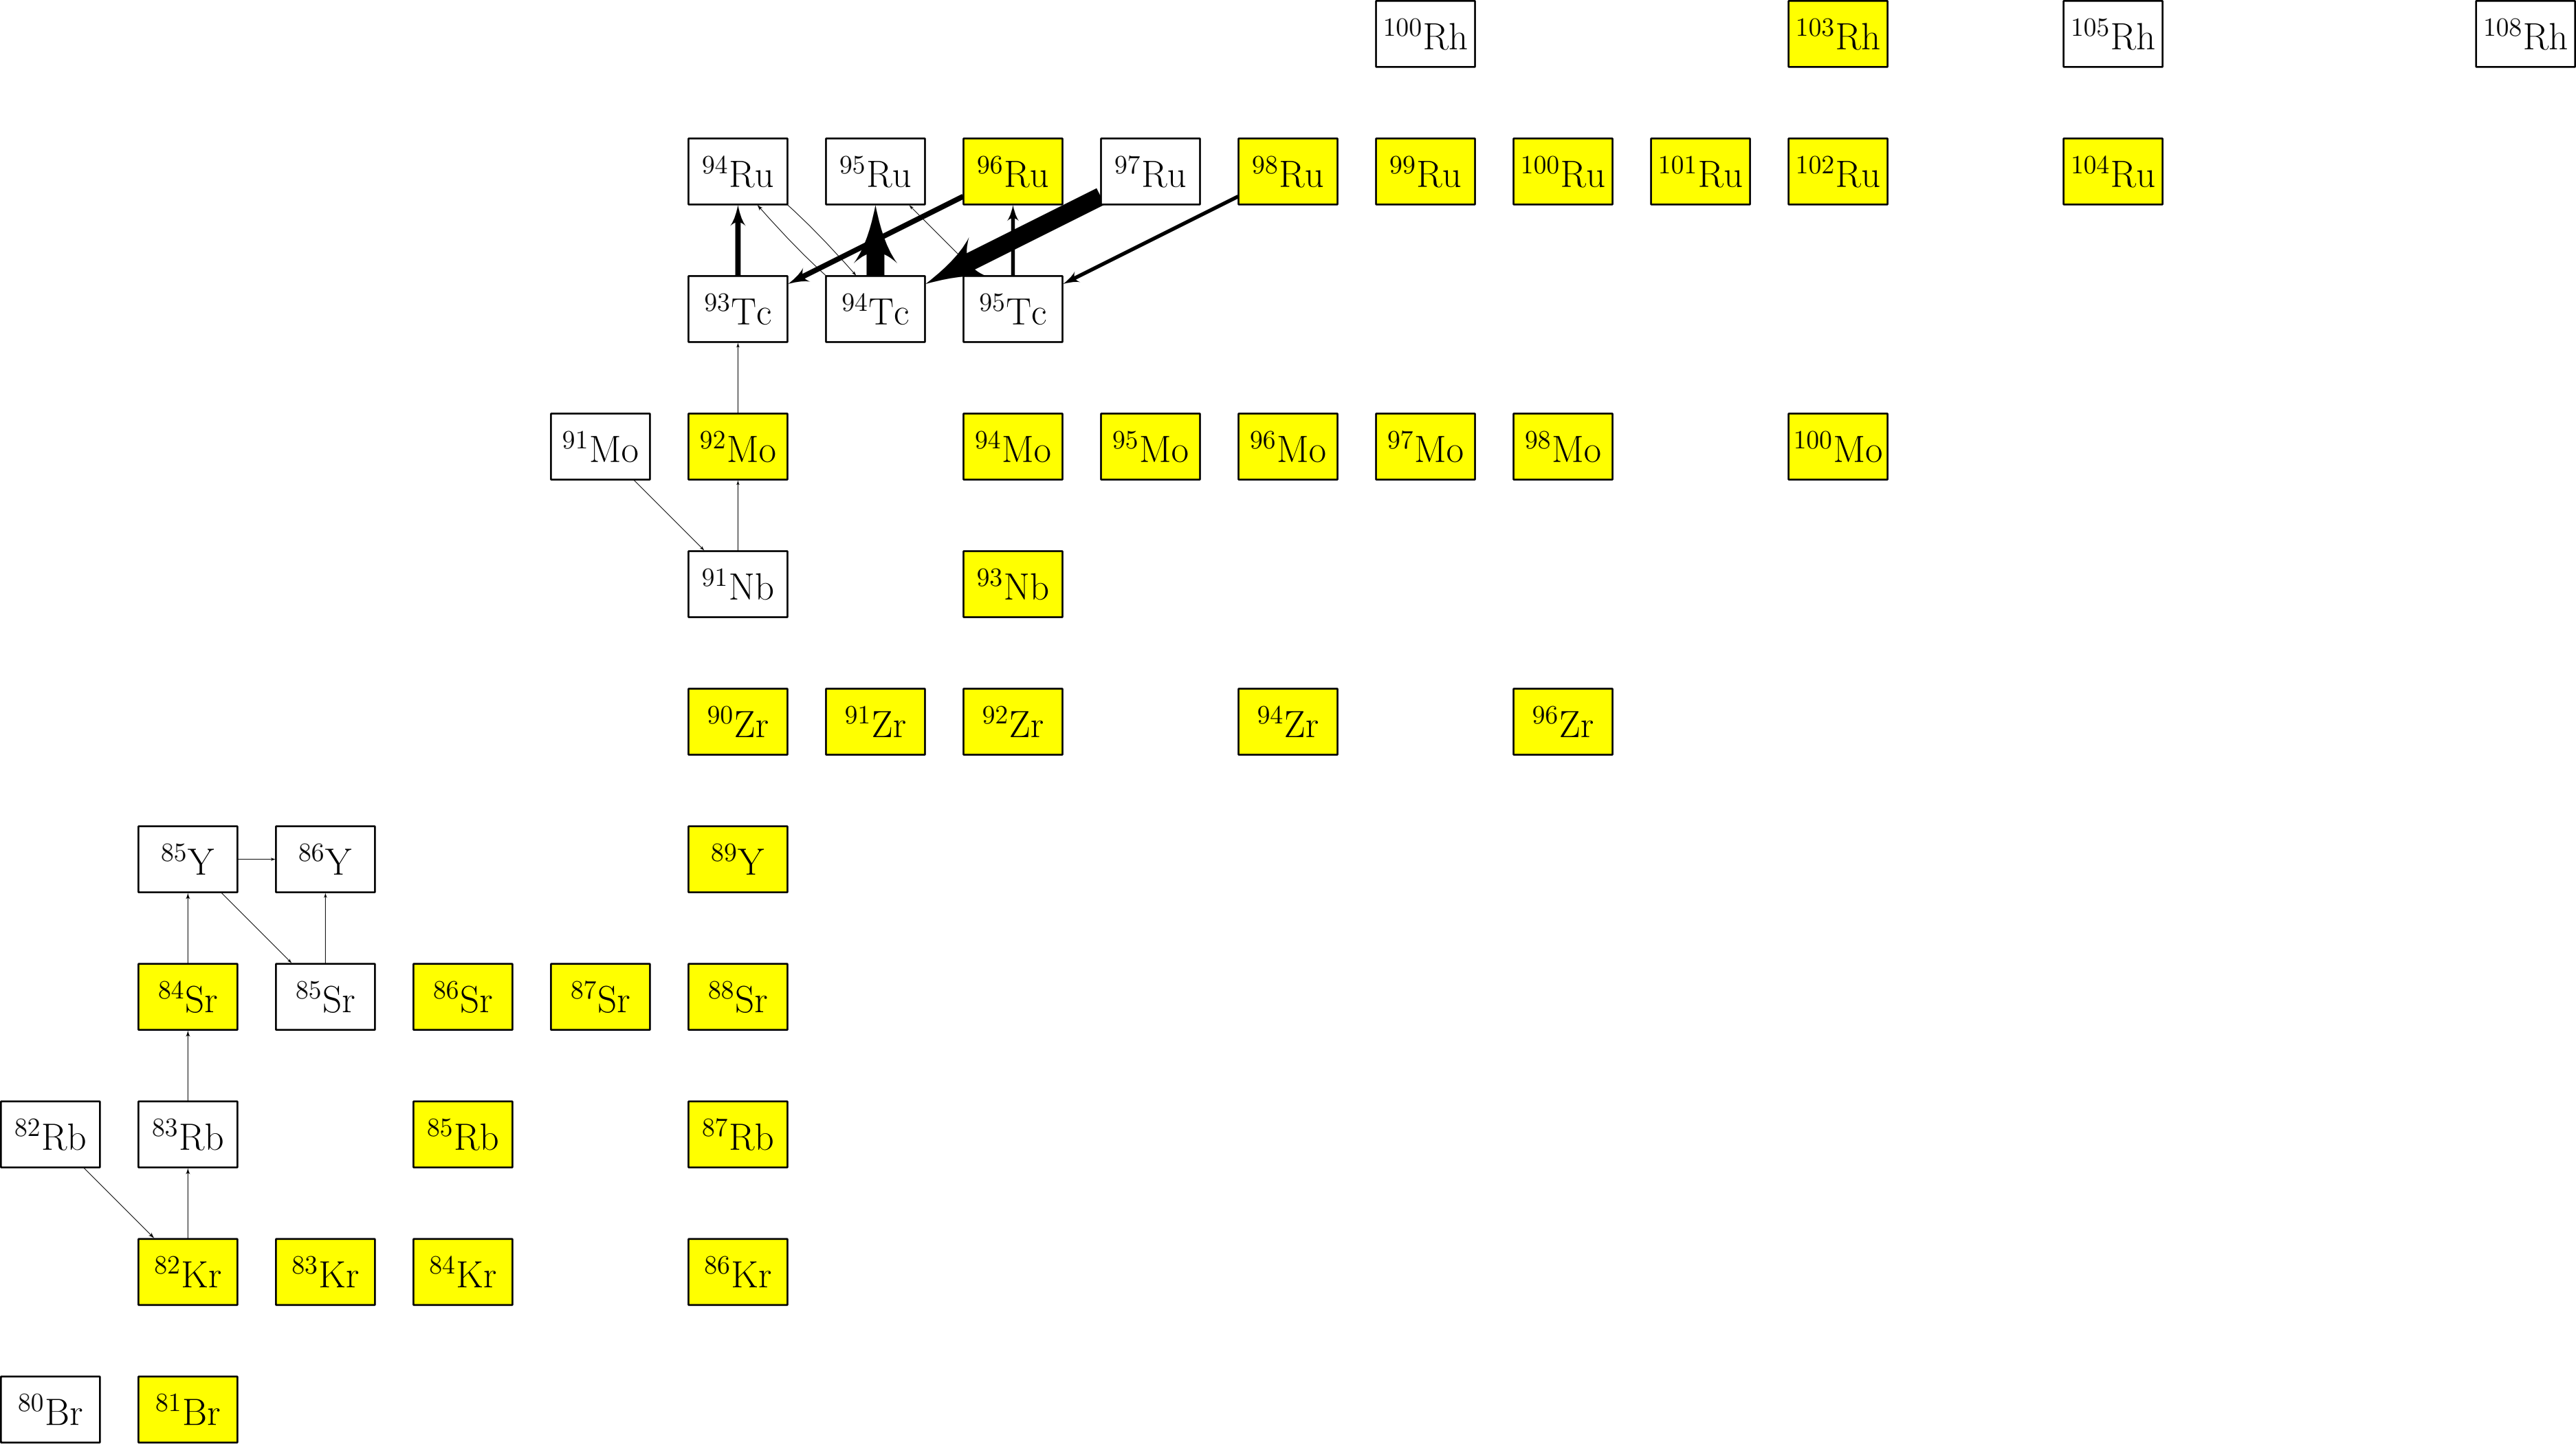 ¹⁰⁰Rh ¹⁰³Rh ¹⁰⁵Rh ¹⁰⁸Rh
⁹⁴Ru ⁹⁵Ru ⁹⁶Ru ⁹⁷Ru ⁹⁸Ru ⁹⁹Ru ¹⁰⁰Ru ¹⁰¹Ru ¹⁰²Ru ¹⁰⁴Ru
⁹³Tc ⁹⁴Tc ⁹⁵Tc
⁹¹Mo ⁹²Mo ⁹⁴Mo ⁹⁵Mo ⁹⁶Mo ⁹⁷Mo ⁹⁸Mo ¹⁰⁰Mo
⁹¹Nb ⁹³Nb
⁹⁰Zr ⁹¹Zr ⁹²Zr ⁹⁴Zr ⁹⁶Zr
⁸⁵Y ⁸⁶Y ⁸⁹Y
⁸⁴Sr ⁸⁵Sr ⁸⁶Sr ⁸⁷Sr ⁸⁸Sr
⁸²Rb ⁸³Rb ⁸⁵Rb ⁸⁷Rb
⁸²Kr ⁸³Kr ⁸⁴Kr ⁸⁶Kr
⁸⁰Br ⁸¹Br